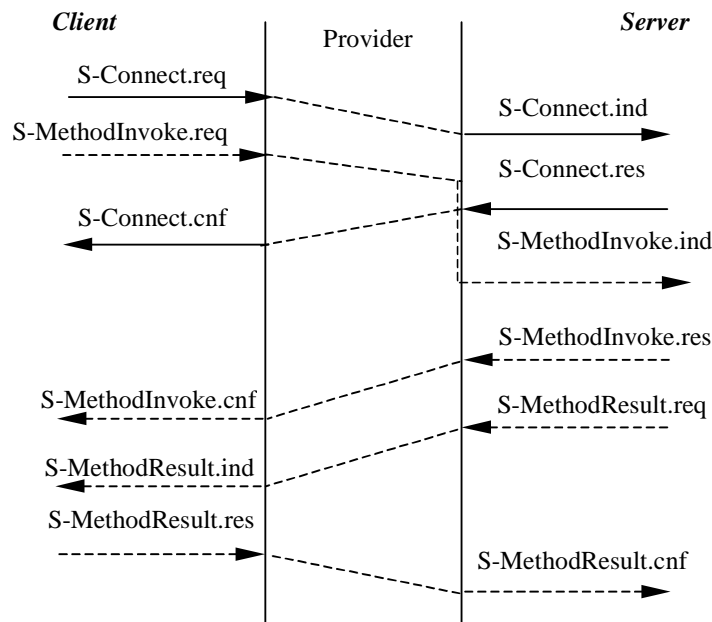 Client
Provider
Server
S-Connect.req
S-Connect.ind
S-MethodInvoke.req
S-Connect.res
S-Connect.cnf
S-MethodInvoke.ind
S-MethodInvoke.res
S-MethodInvoke.cnf
S-MethodResult.req
S-MethodResult.ind
S-MethodResult.res
S-MethodResult.cnf